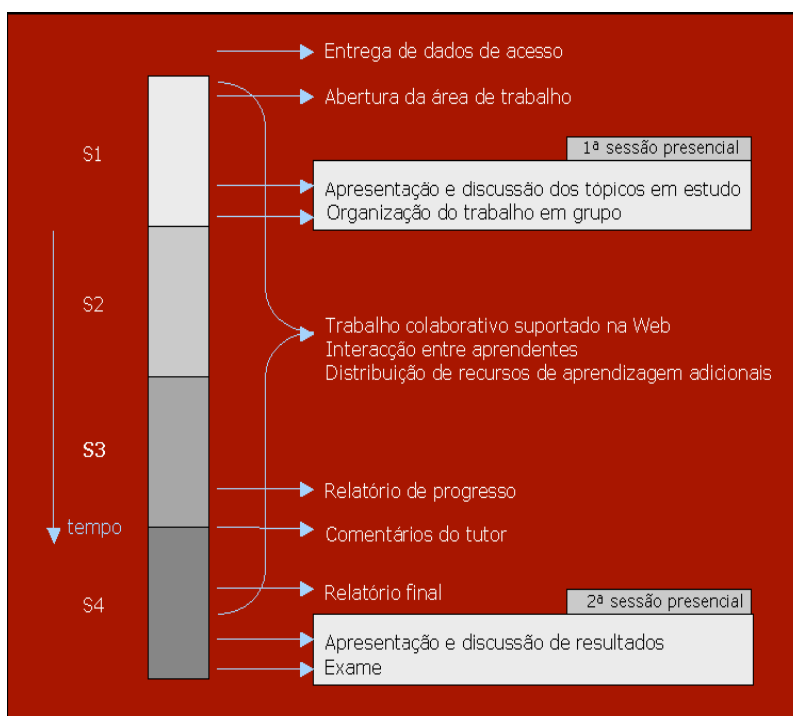 Entrega de dados de acesso
Abertura da área de trabalho
S1
1ª sessão presencial
Apresentação e discussão dos tópicos em estudo
Organização do trabalho em grupo
S2
Trabalho colaborativo suportado na Web
Interacção entre aprendentes
Distribuição de recursos de aprendizagem adicionais
S3
Relatório de progresso
tempo
Comentários do tutor
Relatório final
S4
2ª sessão presencial
Apresentação e discussão de resultados
Exame